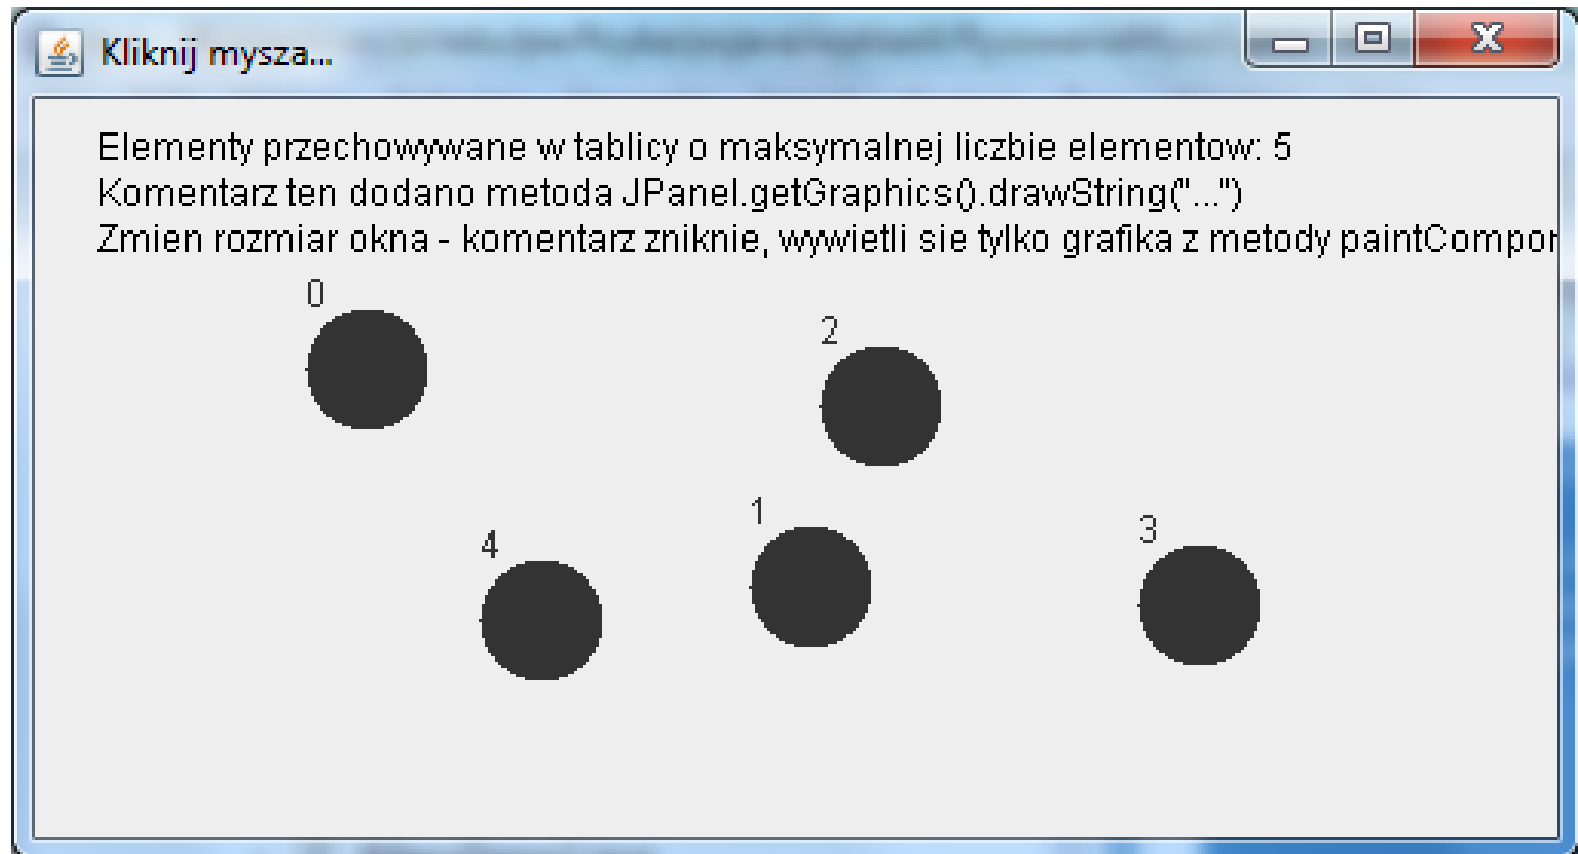 Kliknij mysza...
Elementy przechowywane w tablicy o maksymalnej liczbie elementow: 5
Komentarz ten dodano metoda JPanel.getGraphics().drawString("...")
Zmien rozmiar okna - komentarz zniknie, wywietli sie tylko grafika z metody paintCompor
0
2
1
4
3